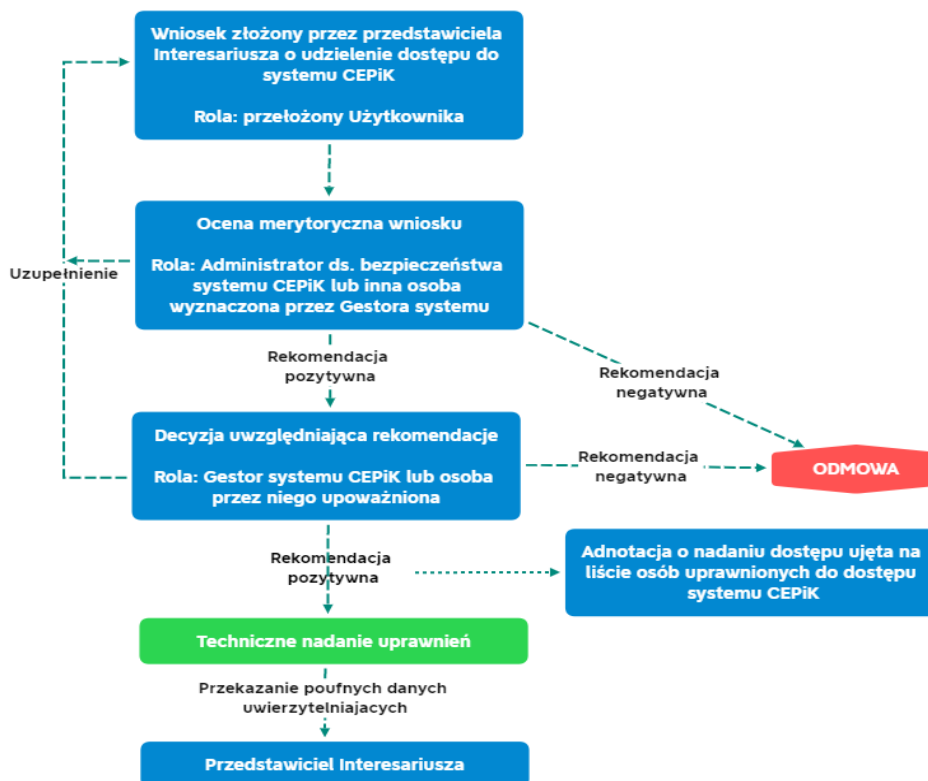 Wniosek złożony przez przedstawiciela
Interesariusza o udzielenie dostępu do
systemu CEPiK
Rola: przełożony Użytkownika
Ocena merytoryczna wniosku
Rola: Administrator ds. bezpieczeństwa
systemu CEPiK lub inna osoba
wyznaczona przez Gestora systemu
Uzupełnienie
Rekomendacja
pozytywna
Rekomendacja
negatywna
Decyzja uwzględniająca rekomendacje
Rola: Gestor systemu CEPiK lub osoba
przez niego upoważniona
Rekomendacja
negatywna
ODMOWA
Rekomendacja
pozytywna
Adnotacja o nadaniu dostępu ujęta na
liście osób uprawnionych do dostępu
systemu CEPiK
Techniczne nadanie uprawnień
Przekazanie poufnych danych
uwierzytelniajacych
Przedstawiciel Interesariusza